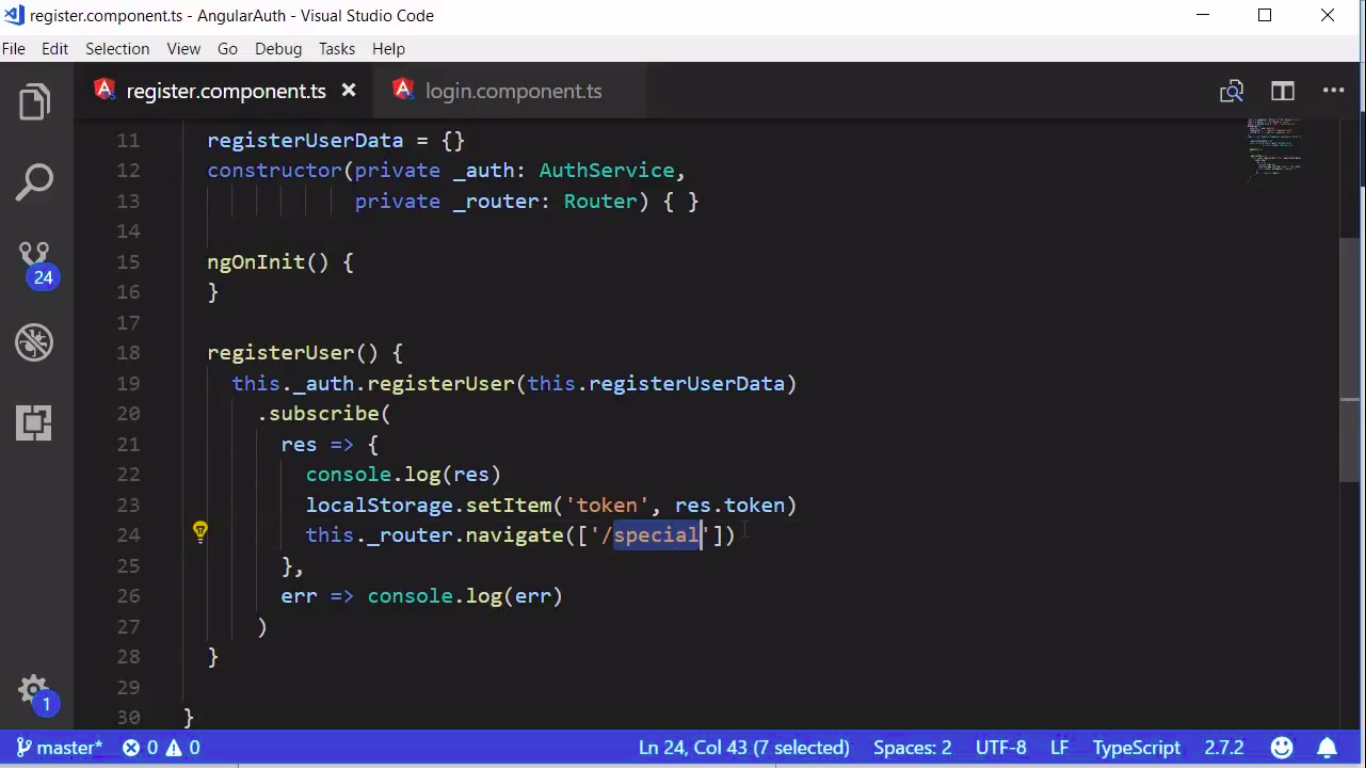 register.component.ts - AngularAuth - Visual Studio Code
File Edit Selection View Go Debug Tasks Help
register.component.ts login.component.ts
11 registerUserData = {}
12 constructor(private _auth: AuthService,
13 private _router: Router) { }
14
15 ngOnInit() {
16 }
17
18 registerUser() {
19 this._auth.registerUser(this.registerUserData)
20 .subscribe(
21 res => {
22 console.log(res)
23 localStorage.setItem('token', res.token)
24 this._router.navigate(['/special'])
25 },
26 err => console.log(err)
27 )
28 }
29
30 }
24
1
master* 0 0 Ln 24, Col 43 (7 selected) Spaces: 2 UTF-8 LF TypeScript 2.7.2